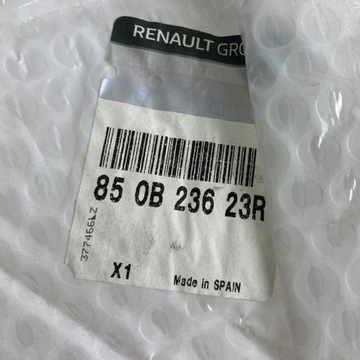 RENAULT GRO
85 0B 236 23R
377466LZ
X1 Made in SPAIN